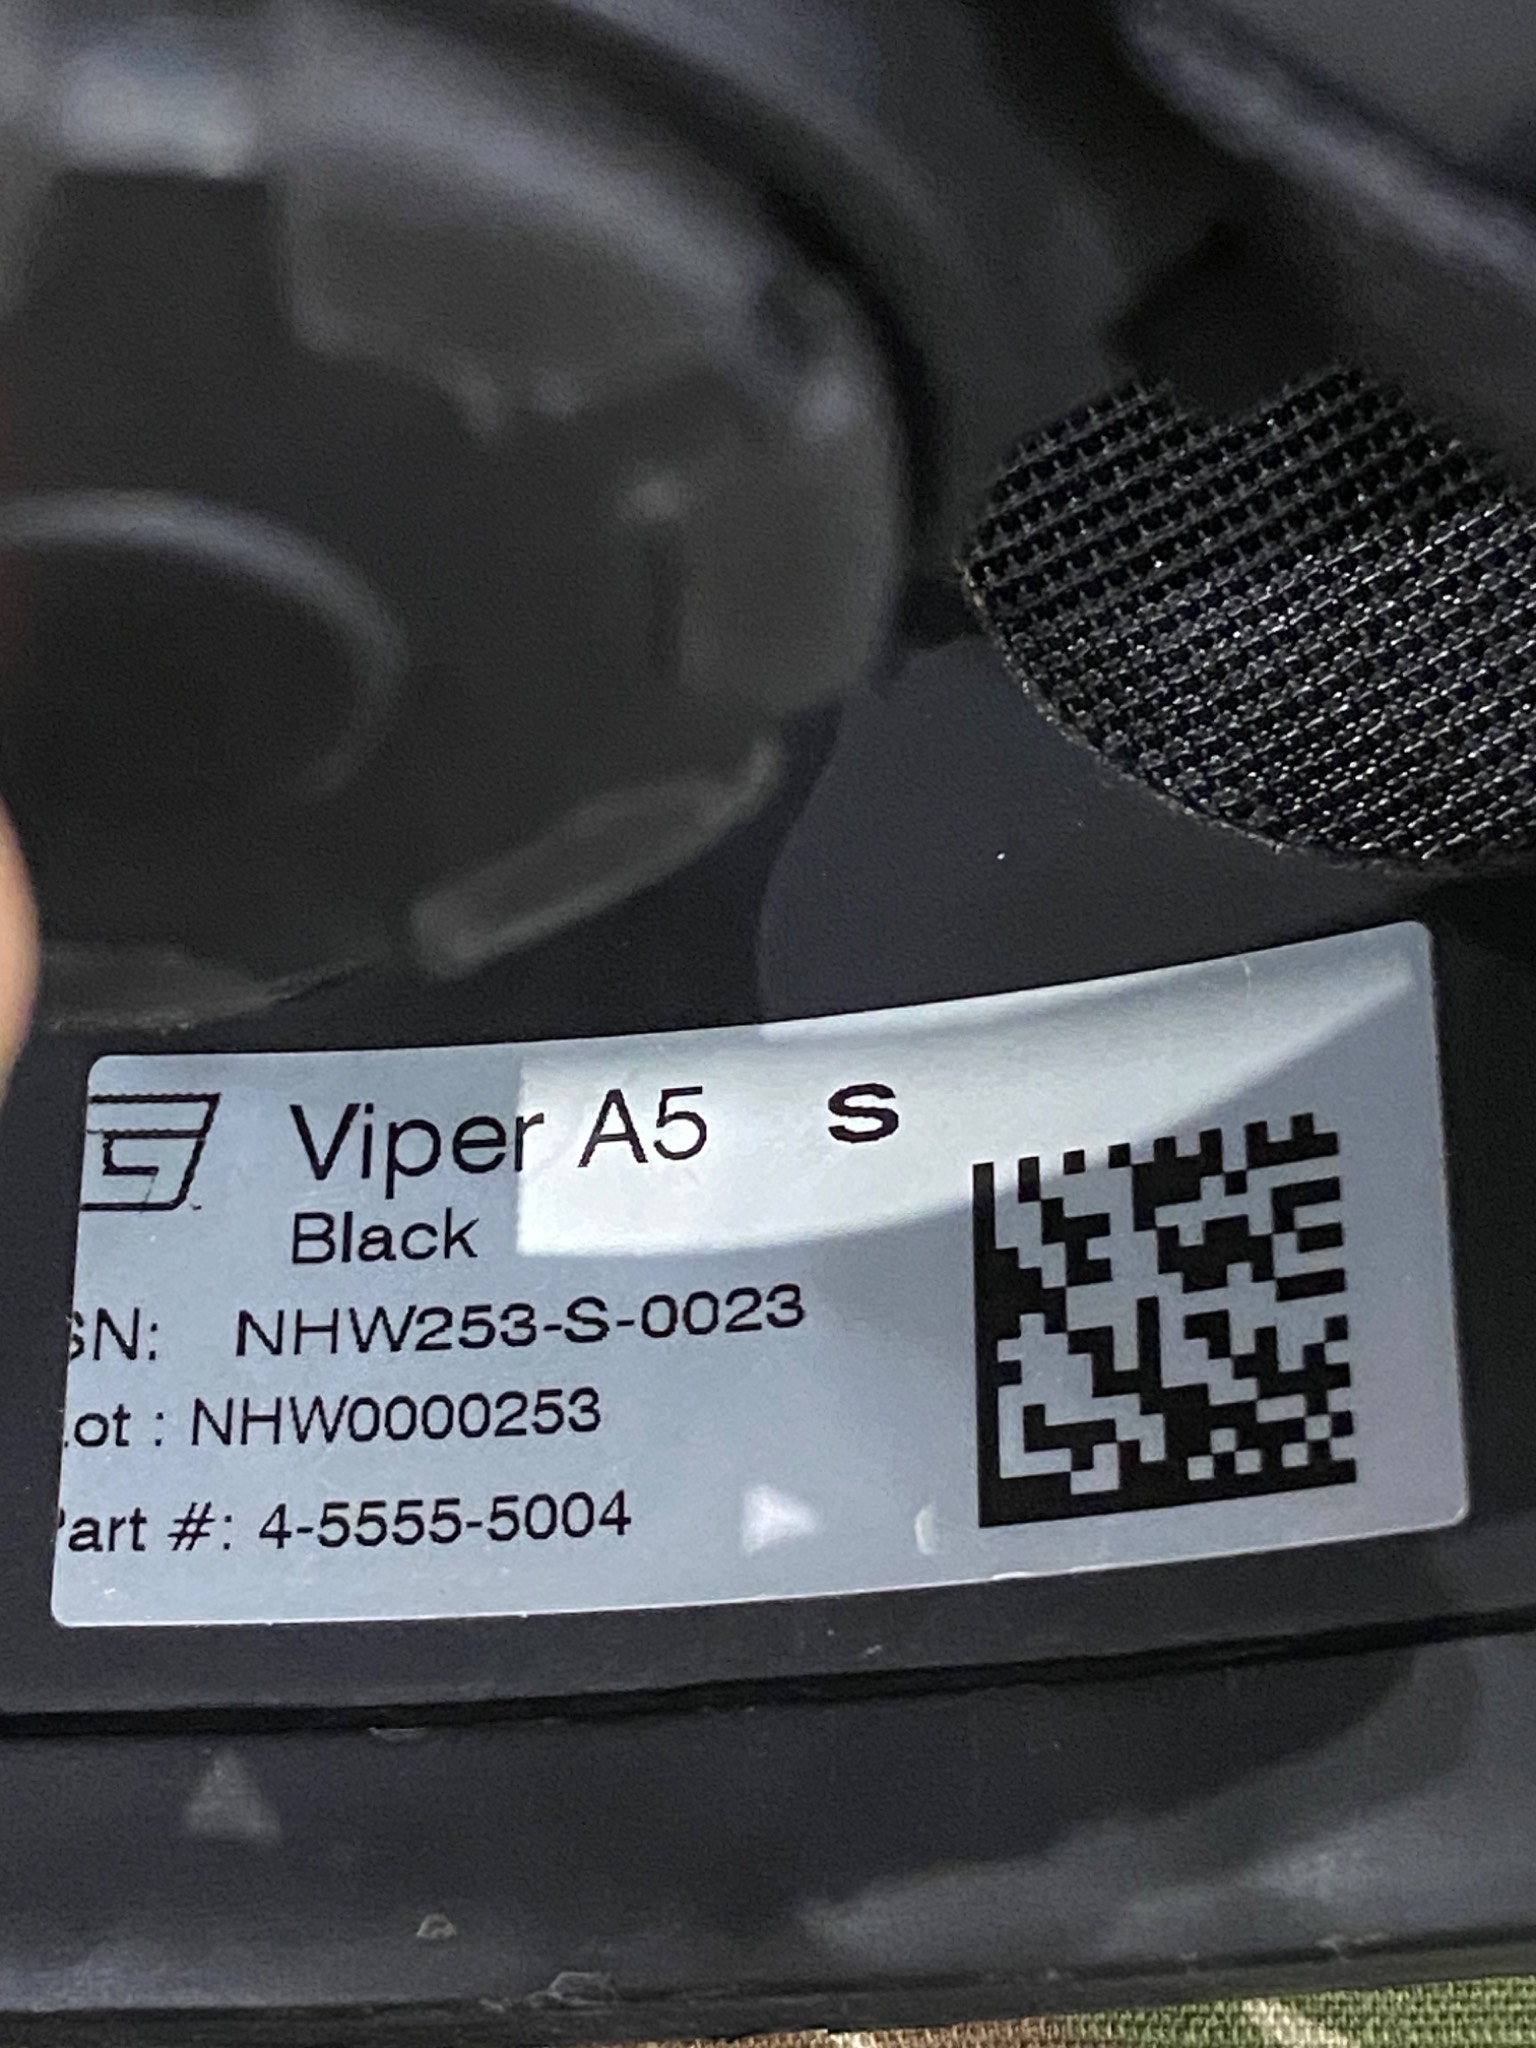 Viper A5 S
Black
SN: NHW253-S-0023
Lot : NHW0000253
Part #: 4-5555-5004